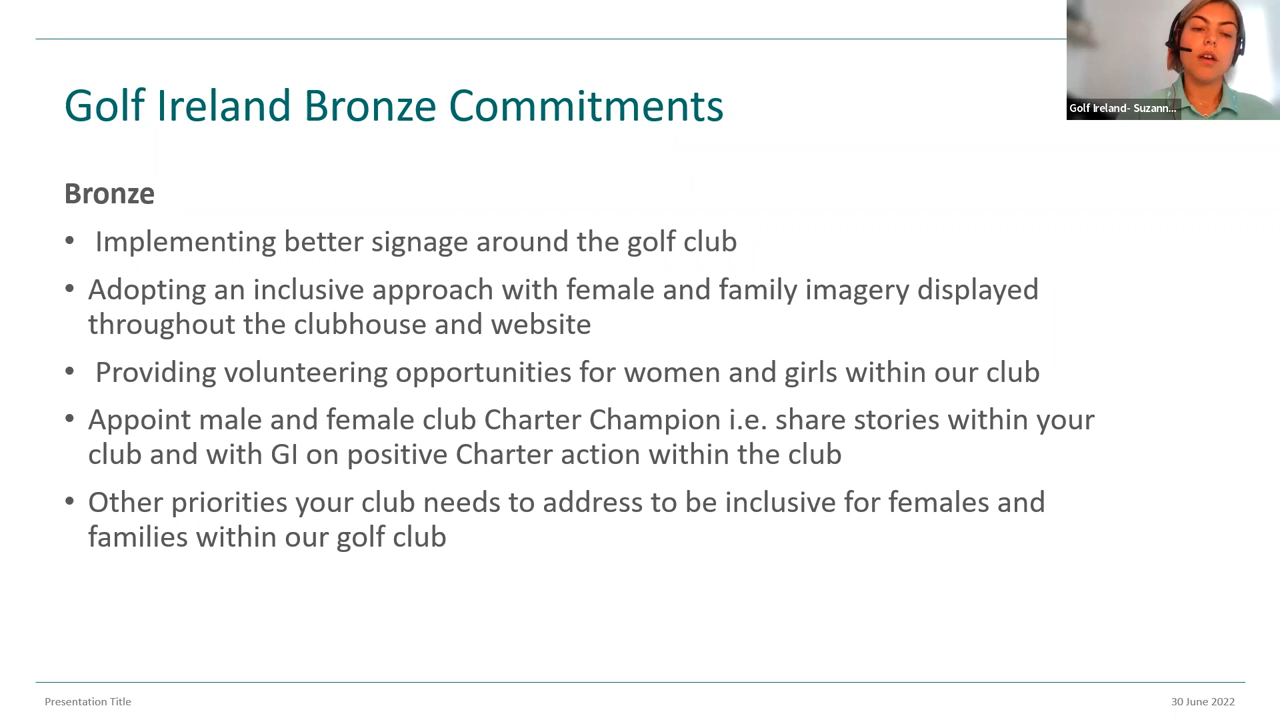 Golf Ireland- Suzann...
Golf Ireland Bronze Commitments
Bronze
• Implementing better signage around the golf club
• Adopting an inclusive approach with female and family imagery displayed
throughout the clubhouse and website
• Providing volunteering opportunities for women and girls within our club
• Appoint male and female club Charter Champion i.e. share stories within your
club and with GI on positive Charter action within the club
• Other priorities your club needs to address to be inclusive for females and
families within our golf club
Presentation Title
30 June 2022